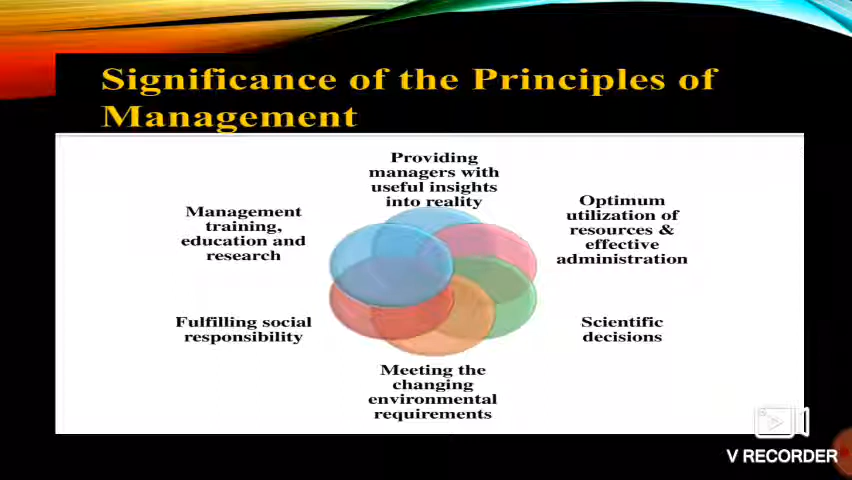 Significance of the Principles of
Management
Providing
managers with
useful insights
into reality
Optimum
utilization of
resources &
effective
administration
Scientific
decisions
Meeting the
changing
environmental
requirements
Fulfilling social
responsibility
Management
training,
education and
research
V RECORDER